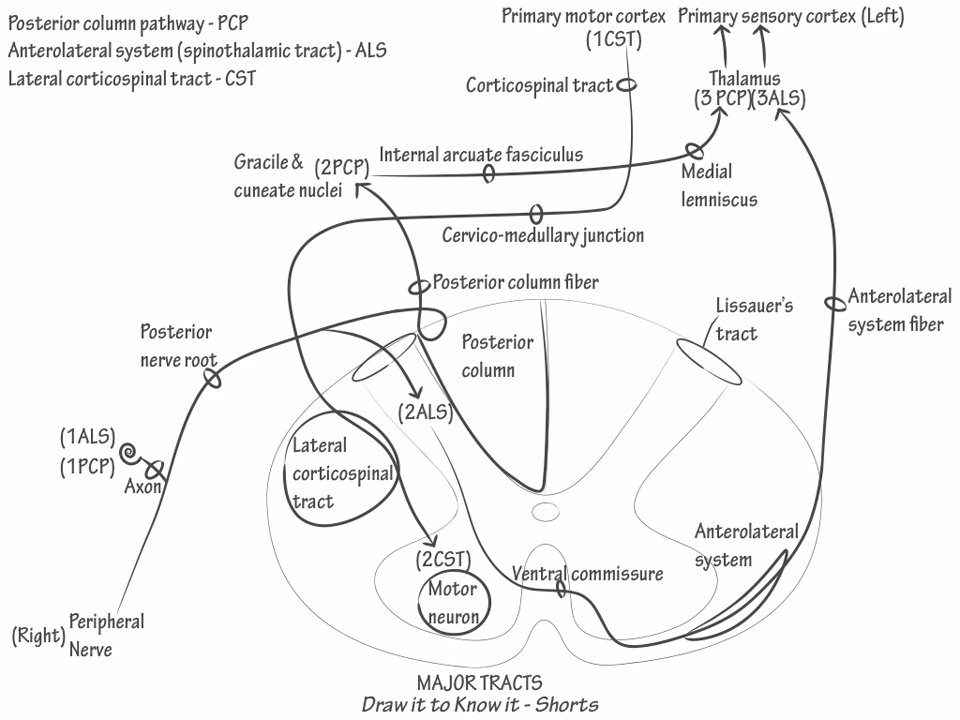 Posterior column pathway - PCP
Anterolateral system (spinothalamic tract) - ALS
Lateral corticospinal tract - CST
Primary motor cortex
(1CST)
Primary sensory cortex (Left)
Corticospinal tract
Thalamus
(3 PCP)(3ALS)
Gracile &
cuneate nuclei
(2PCP)
Internal arcuate fasciculus
Medial
lemniscus
Cervico-medullary junction
Posterior column fiber
Anterolateral
system fiber
Lissauer's
tract
Posterior
nerve root
Posterior
column
(2ALS)
(1ALS)
(1PCP)
Axon
Lateral
corticospinal
tract
Anterolateral
system
(2CST)
Motor
neuron
Ventral commissure
(Right)
Peripheral
Nerve
MAJOR TRACTS
Draw it to Know it - Shorts